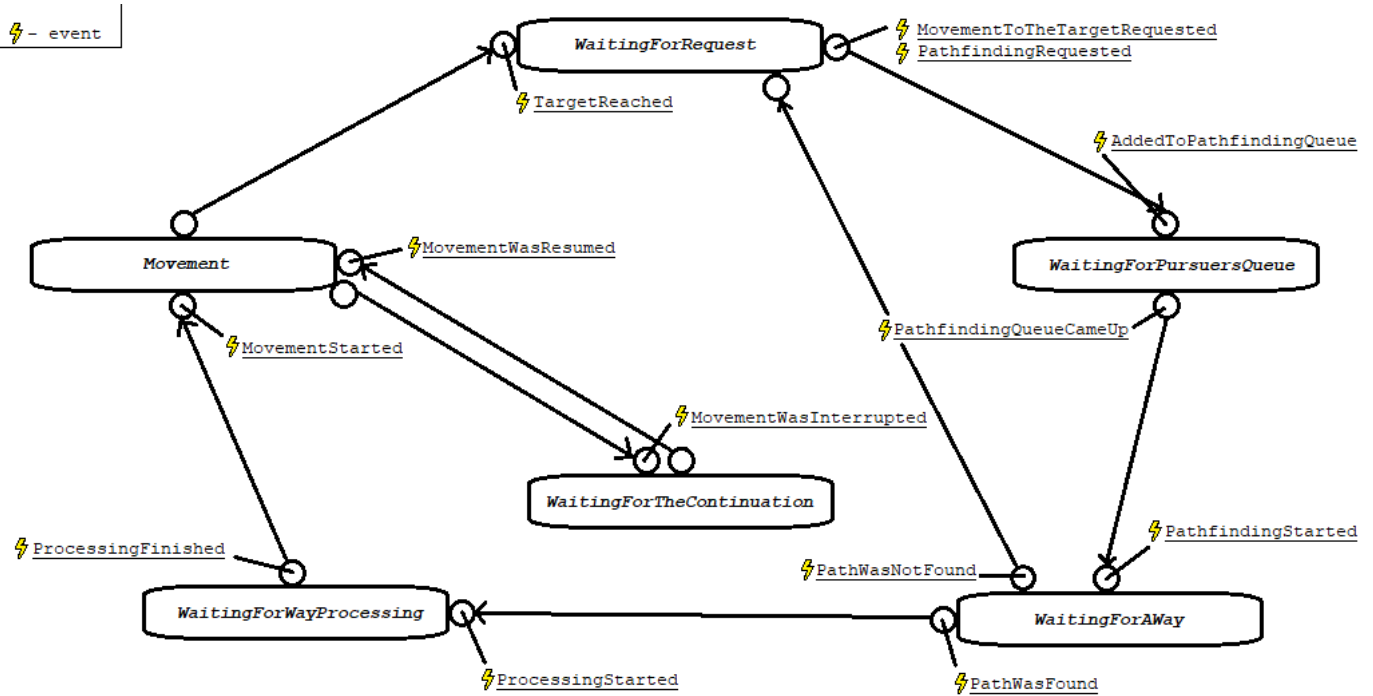 - event
WaitingForRequest
MovementToTheTargetRequested
PathfindingRequested
TargetReached
AddedToPathfindingQueue
MovementWasResumed
Movement
WaitingForPursuersQueue
PathfindingQueueCameUp
MovementStarted
MovementWasInterrupted
WaitingForTheContinuation
PathfindingStarted
ProcessingFinished
PathWasNotFound
WaitingForWayProcessing
WaitingForAWay
ProcessingStarted
PathWasFound